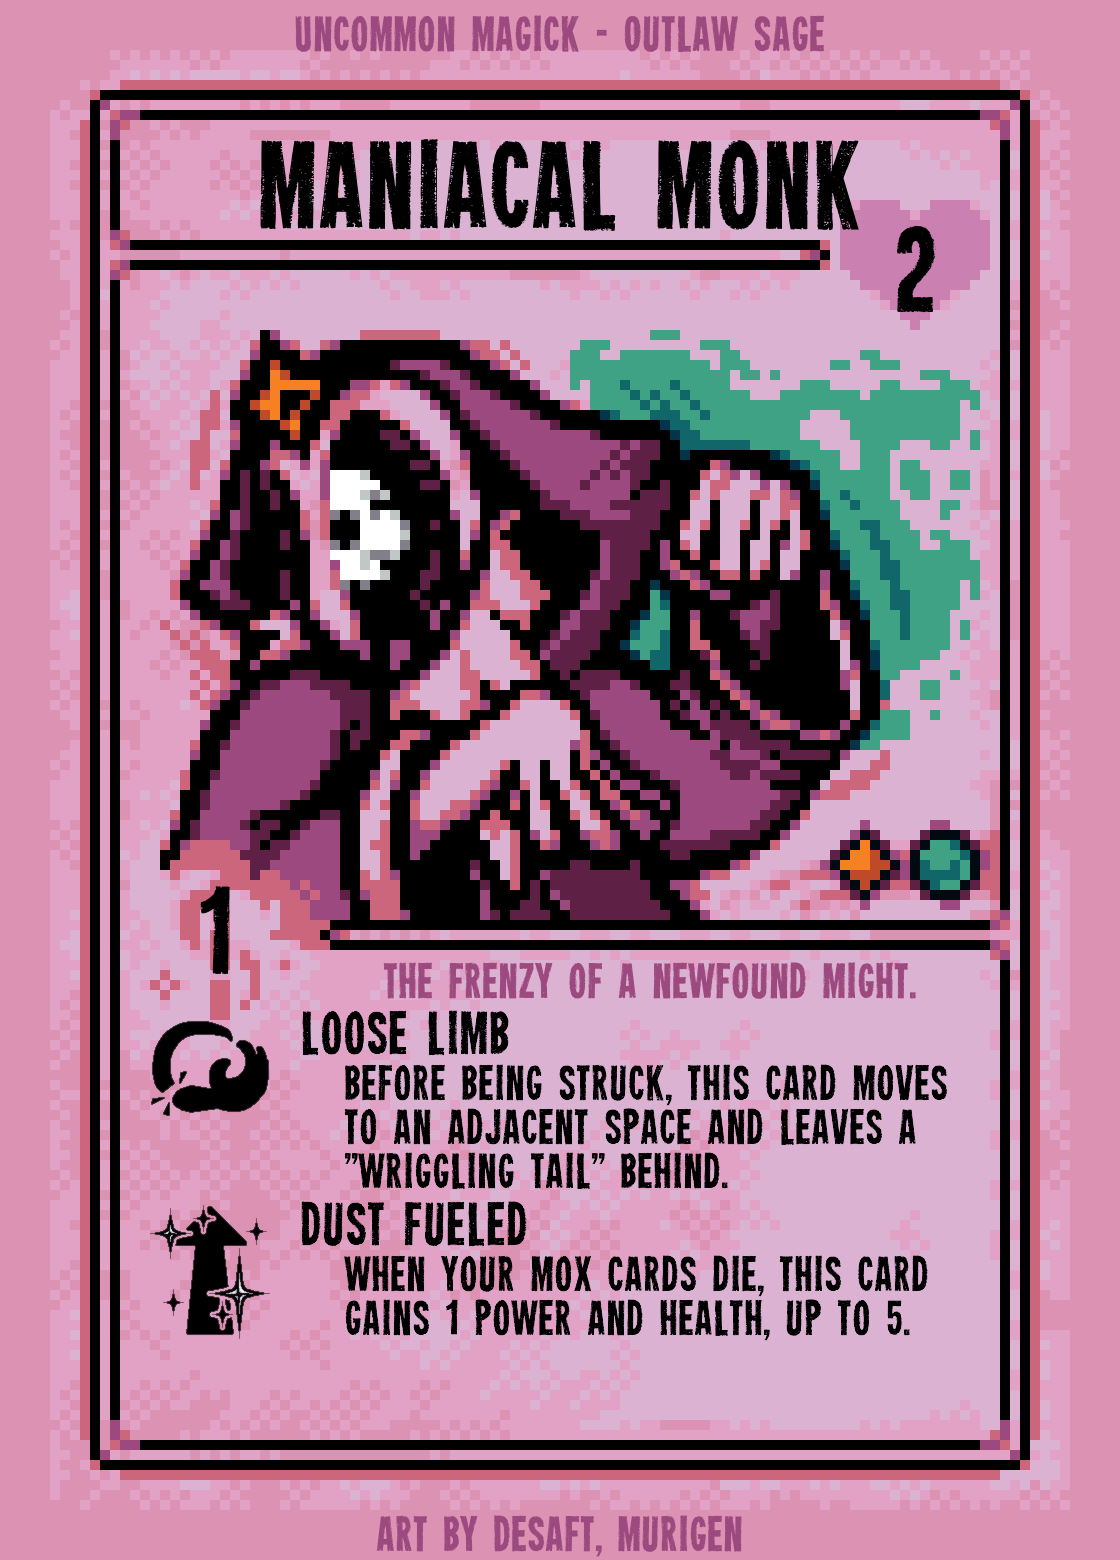 UNCOMMON MAGICK - OUTLAW SAGE
MANIACAL MONK
2
1
THE FRENZY OF A NEWFOUND MIGHT.
LOOSE LIMB
BEFORE BEING STRUCK, THIS CARD MOVES
TO AN ADJACENT SPACE AND LEAVES A
”WRIGGLING TAIL” BEHIND.
DUST FUELED
WHEN YOUR MOX CARDS DIE, THIS CARD
GAINS 1 POWER AND HEALTH, UP TO 5.
ART BY DESAFT, MURIGEN